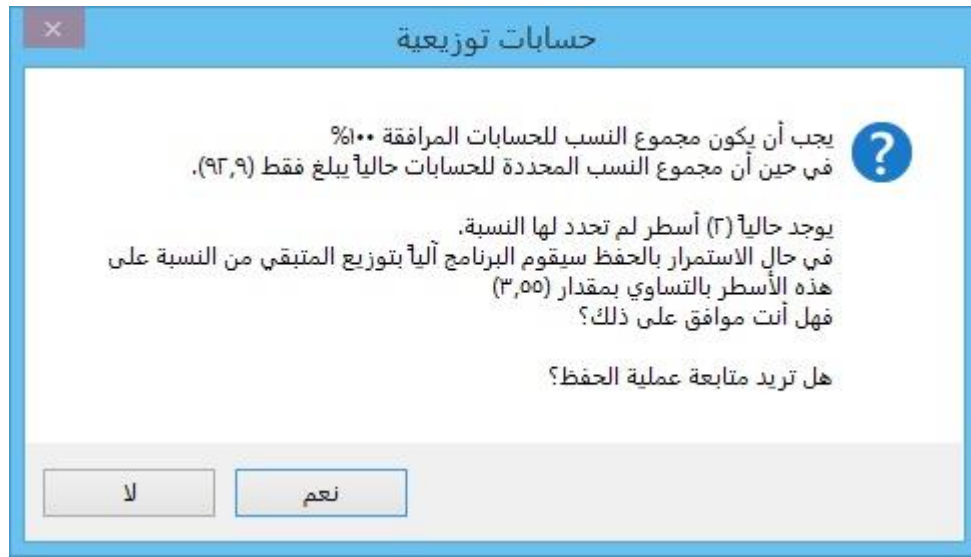 حسابات توزيعية
يجب أن يكون مجموع النسب للحسابات المرافقة ١٠٠%
في حين أن مجموع النسب المحددة للحسابات حالياً يبلغ فقط (٩٢,٩).
يوجد حالياً (٢) أسطر لم تحدد لها النسبة.
في حال الاستمرار بالحفظ سيقوم البرنامج آلياً بتوزيع المتبقي من النسبة على
هذه الأسطر بالتساوي بمقدار (٣,٥٥)
فهل أنت موافق على ذلك؟
هل تريد متابعة عملية الحفظ؟
نعم
لا